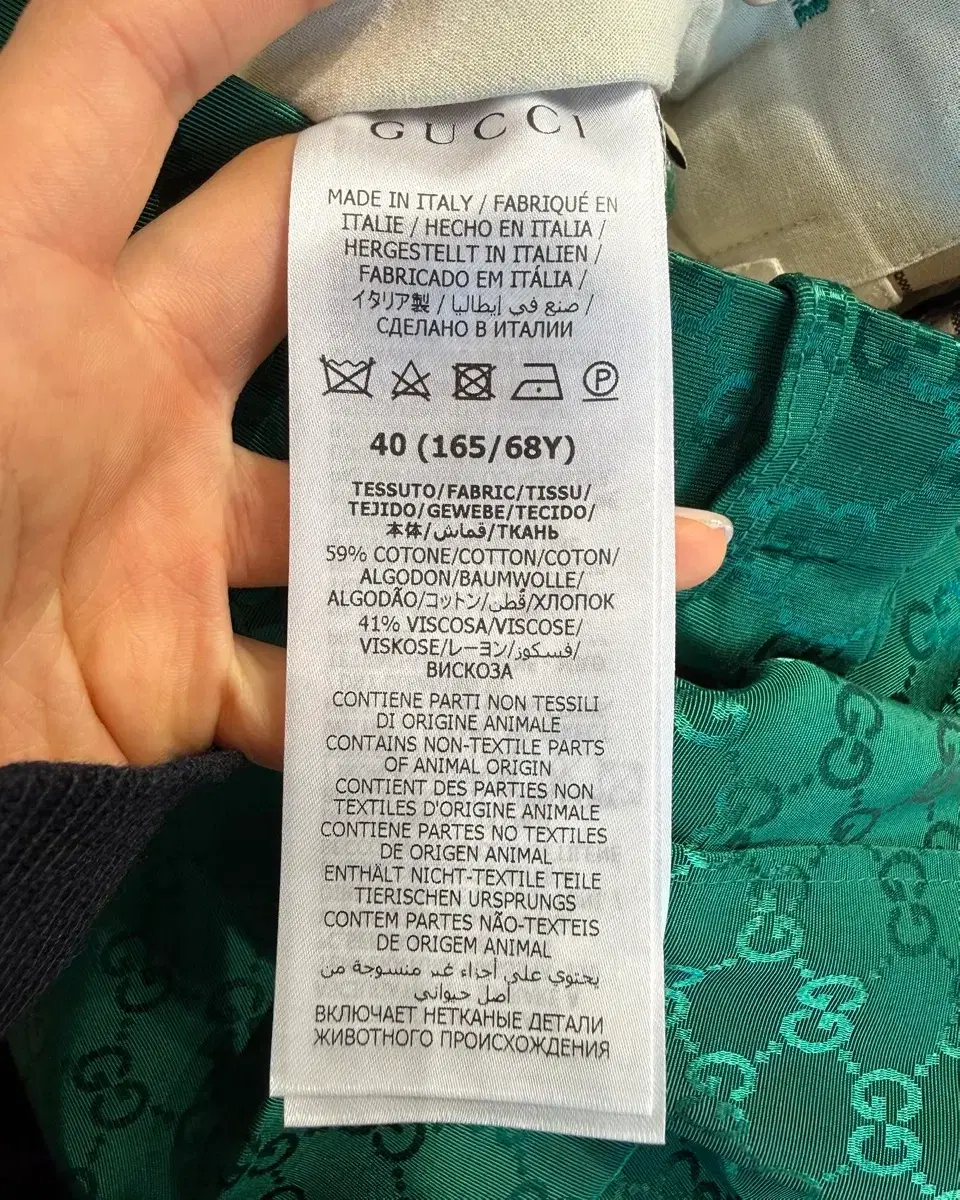 GUCCI
MADE IN ITALY / FABRIQUÉ EN
ITALIE / HECHO EN ITALIA /
HERGESTELLT IN ITALIEN /
FABRICADO EM ITÁLIA /
イタリア製 / صنع في إيطاليا /
СДЕЛАНО В ИТАЛИИ
P
40 (165/68Y)
TESSUTO/FABRIC/TISSU/
TEJIDO/GEWEBE/TECIDO/
本体/قماش/ТКАНЬ
59% COTONE/COTTON/COTON/
ALGODON/BAUMWOLLE/
ALGODÃO/コットン/قُطن/ХЛОПОК
41% VISCOSA/VISCOSE/
VISKOSE/レーヨン/فسكوز/
ВИСКОЗА
CONTIENE PARTI NON TESSILI
DI ORIGINE ANIMALE
CONTAINS NON-TEXTILE PARTS
OF ANIMAL ORIGIN
CONTIENT DES PARTIES NON
TEXTILES D'ORIGINE ANIMALE
CONTIENE PARTES NO TEXTILES
DE ORIGEN ANIMAL
ENTHÄLT NICHT-TEXTILE TEILE
TIERISCHEN URSPRUNGS
CONTEM PARTES NÃO-TEXTEIS
DE ORIGEM ANIMAL
يحتوي على أجزاء غير منسوجة من
أصل حيواني
ВКЛЮЧАЕТ НЕТКАНЫЕ ДЕТАЛИ
ЖИВОТНОГО ПРОИСХОЖДЕНИЯ